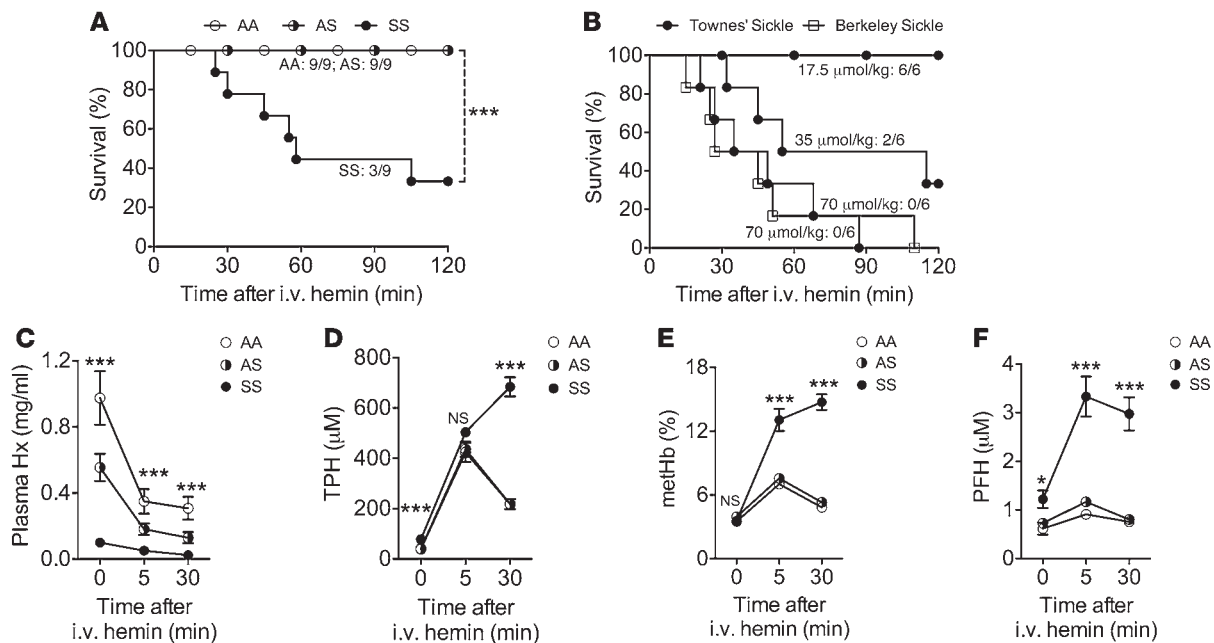 A
AA AS SS
Survival (%)
100
80
60
40
20
0
AA: 9/9; AS: 9/9
SS: 3/9
***
0 30 60 90 120
Time after i.v. hemin (min)
B
Townes' Sickle Berkeley Sickle
Survival (%)
100
80
60
40
20
0
17.5 μmol/kg: 6/6
35 μmol/kg: 2/6
70 μmol/kg: 0/6
70 μmol/kg: 0/6
0 30 60 90 120
Time after i.v. hemin (min)
C
AA
AS
SS
Plasma Hx (mg/ml)
1.2
0.8
0.4
0.0
***
***
***
0 5 30
Time after
i.v. hemin (min)
D
AA
AS
SS
TPH (μM)
800
600
400
200
0
***
NS
***
0 5 30
Time after
i.v. hemin (min)
E
AA
AS
SS
metHb (%)
18
15
12
9
6
3
0
NS
***
***
0 5 30
Time after
i.v. hemin (min)
F
AA
AS
SS
PFH (μM)
4
3
2
1
0
*
***
***
0 5 30
Time after
i.v. hemin (min)